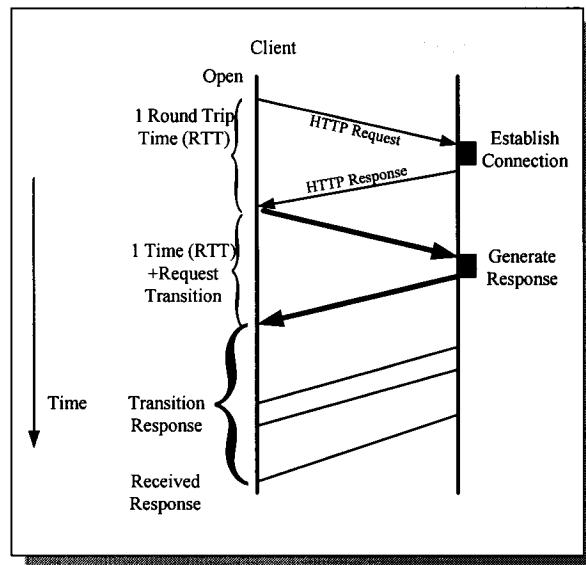 Client
Open
1 Round Trip
Time (RTT)
HTTP Request
Establish
Connection
HTTP Response
1 Time (RTT)
+Request
Transition
Generate
Response
Time
Transition
Response
Received
Response